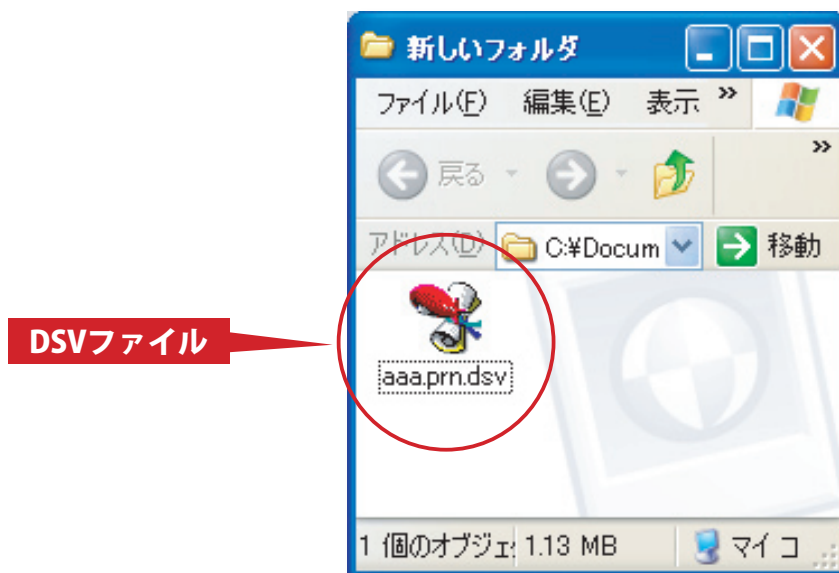 新しいフォルダ
ファイル(F) 編集(E) 表示 »
戻る »
アドレス(D) C:¥Docum 移動
DSVファイル
aaa.prn.dsv
1 個のオブジェ 1.13 MB マイ コ